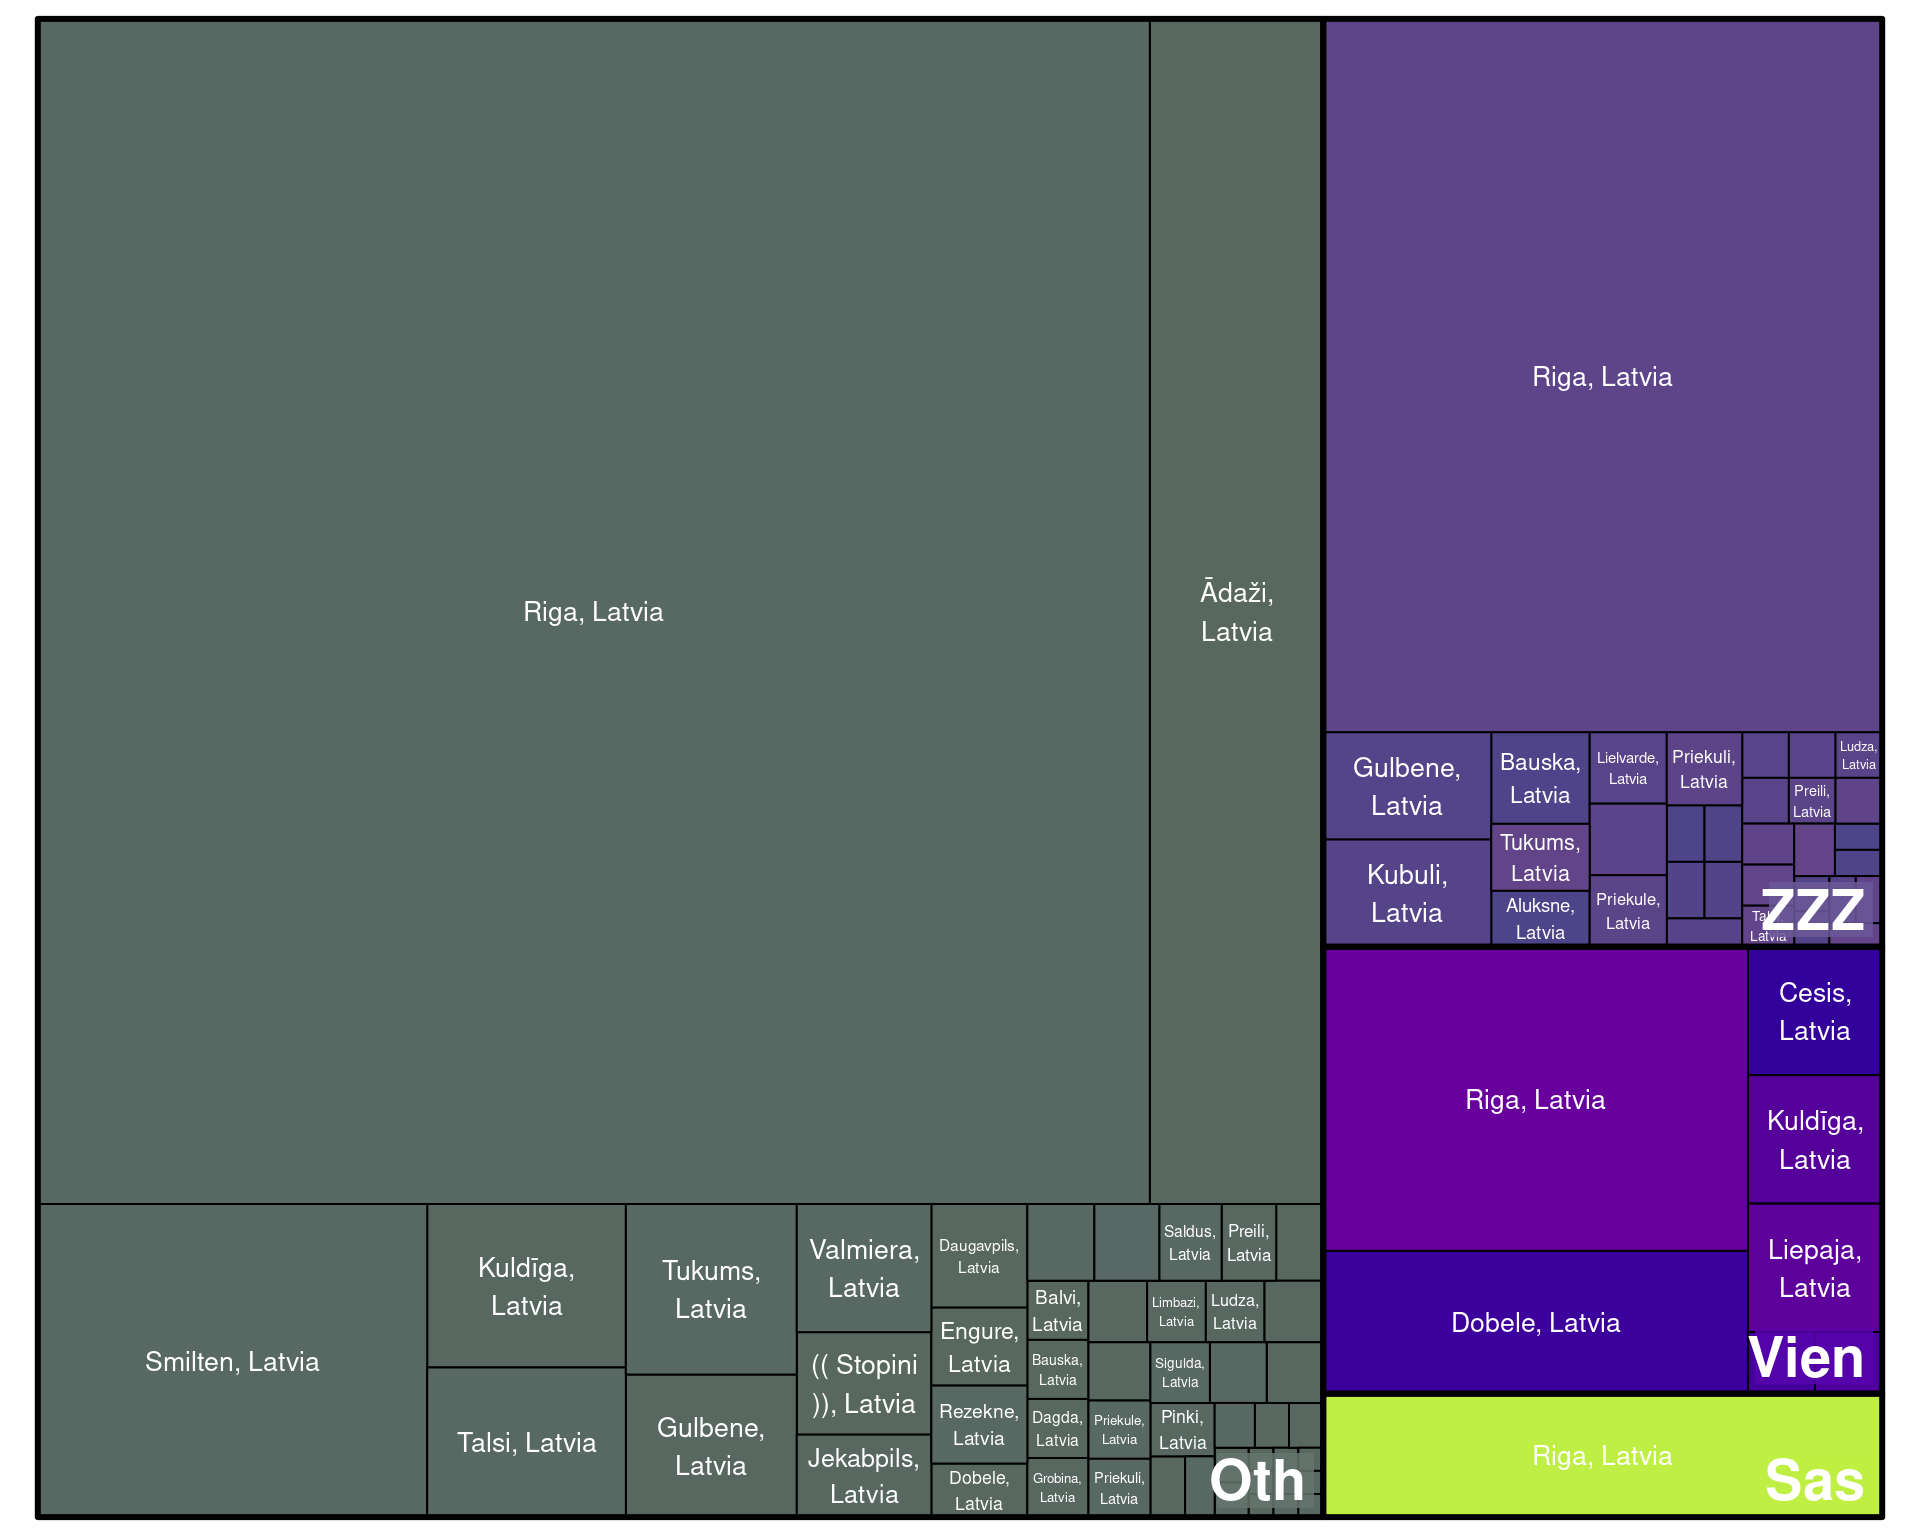 Riga, Latvia
Ādaži,
Latvia
Smilten, Latvia
Kuldīga,
Latvia
Talsi, Latvia
Tukums,
Latvia
Gulbene,
Latvia
Valmiera,
Latvia
(( Stopini
)), Latvia
Jekabpils,
Latvia
Daugavpils,
Latvia
Engure,
Latvia
Rezekne,
Latvia
Dobele,
Latvia
Balvi,
Latvia
Bauska,
Latvia
Dagda,
Latvia
Grobina,
Latvia
Priekule,
Latvia
Priekuli,
Latvia
Saldus,
Latvia
Preili,
Latvia
Limbazi,
Latvia
Ludza,
Latvia
Sigulda,
Latvia
Pinki,
Latvia
Oth
Riga, Latvia
Gulbene,
Latvia
Kubuli,
Latvia
Bauska,
Latvia
Tukums,
Latvia
Aluksne,
Latvia
Lielvarde,
Latvia
Priekule,
Latvia
Priekuli,
Latvia
Ludza,
Latvia
Preili,
Latvia
Latvia
ZZZ
Riga, Latvia
Dobele, Latvia
Cesis,
Latvia
Kuldīga,
Latvia
Liepaja,
Latvia
Vien
Riga, Latvia
Sas